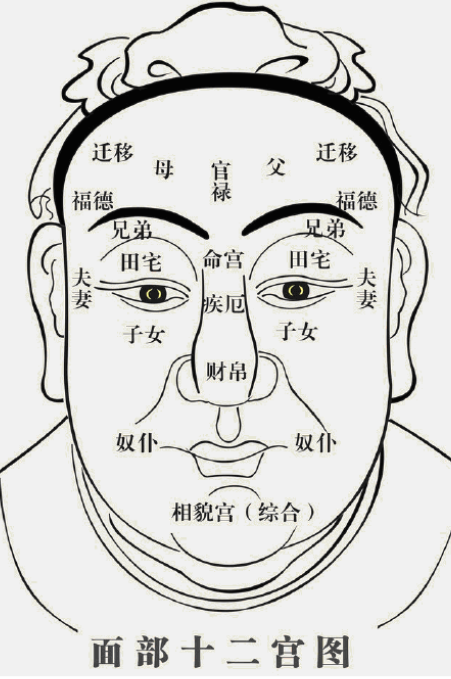 迁移
迁移
母
官禄
父
福德
福德
兄弟
兄弟
田宅
命宫
田宅
夫妻
疾厄
夫妻
子女
子女
财帛
奴仆
奴仆
相貌宫（综合）
面部十二宫图